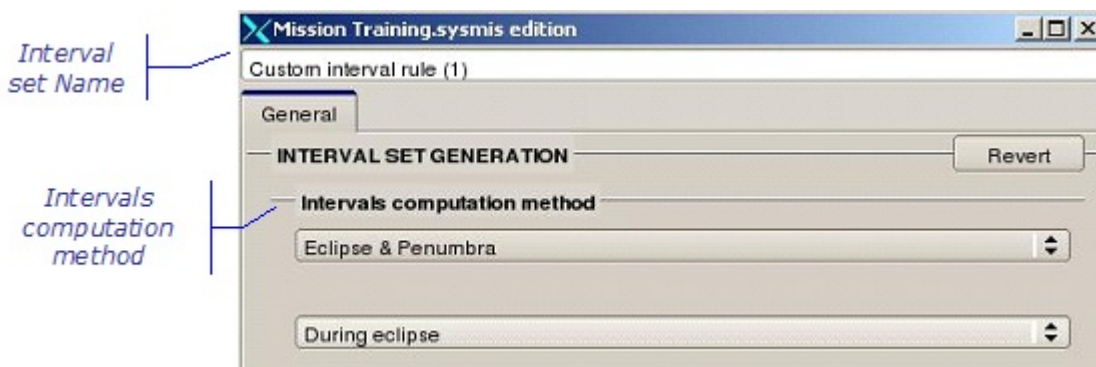 Mission Training.sysmis edition
Interval
set Name
Custom interval rule (1)
General
INTERVAL SET GENERATION
Revert
Intervals
computation
method
Intervals computation method
Eclipse & Penumbra
During eclipse